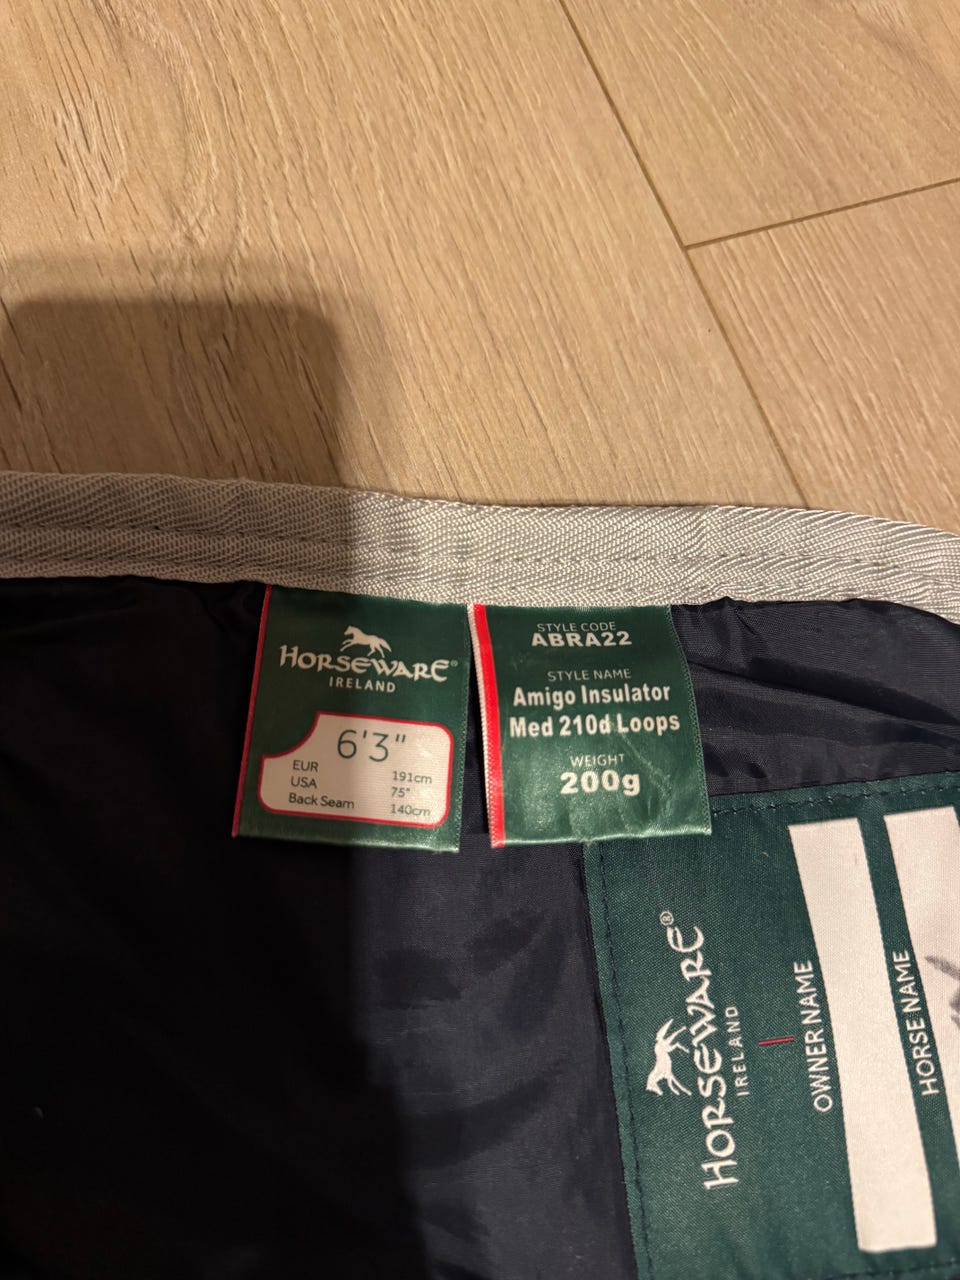 HORSEWARE®
IRELAND
6'3"
EUR 191cm
USA 75"
Back Seam 140cm
STYLE CODE
ABRA22
STYLE NAME
Amigo Insulator
Med 210d Loops
WEIGHT
200g
HORSEWARE®
IRELAND
OWNER NAME
HORSE NAME